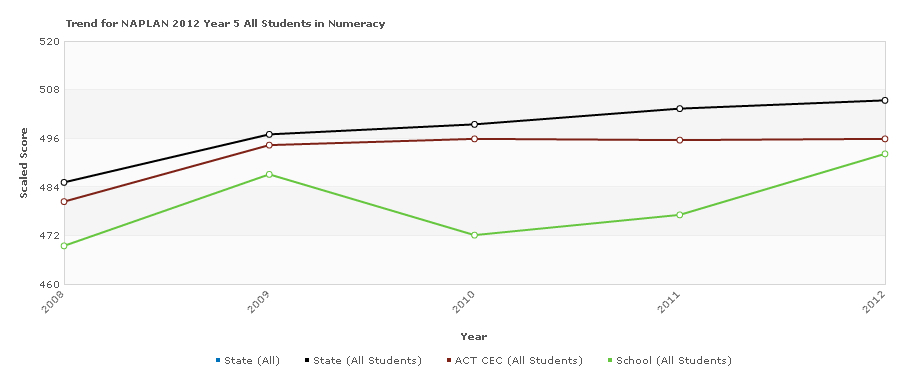 Trend for NAPLAN 2012 Year 5 All Students in Numeracy
520
508
496
484
472
460
Scaled Score
2008
2009
2010
2011
2012
Year
State (All) State (All Students) ACT CEC (All Students) School (All Students)